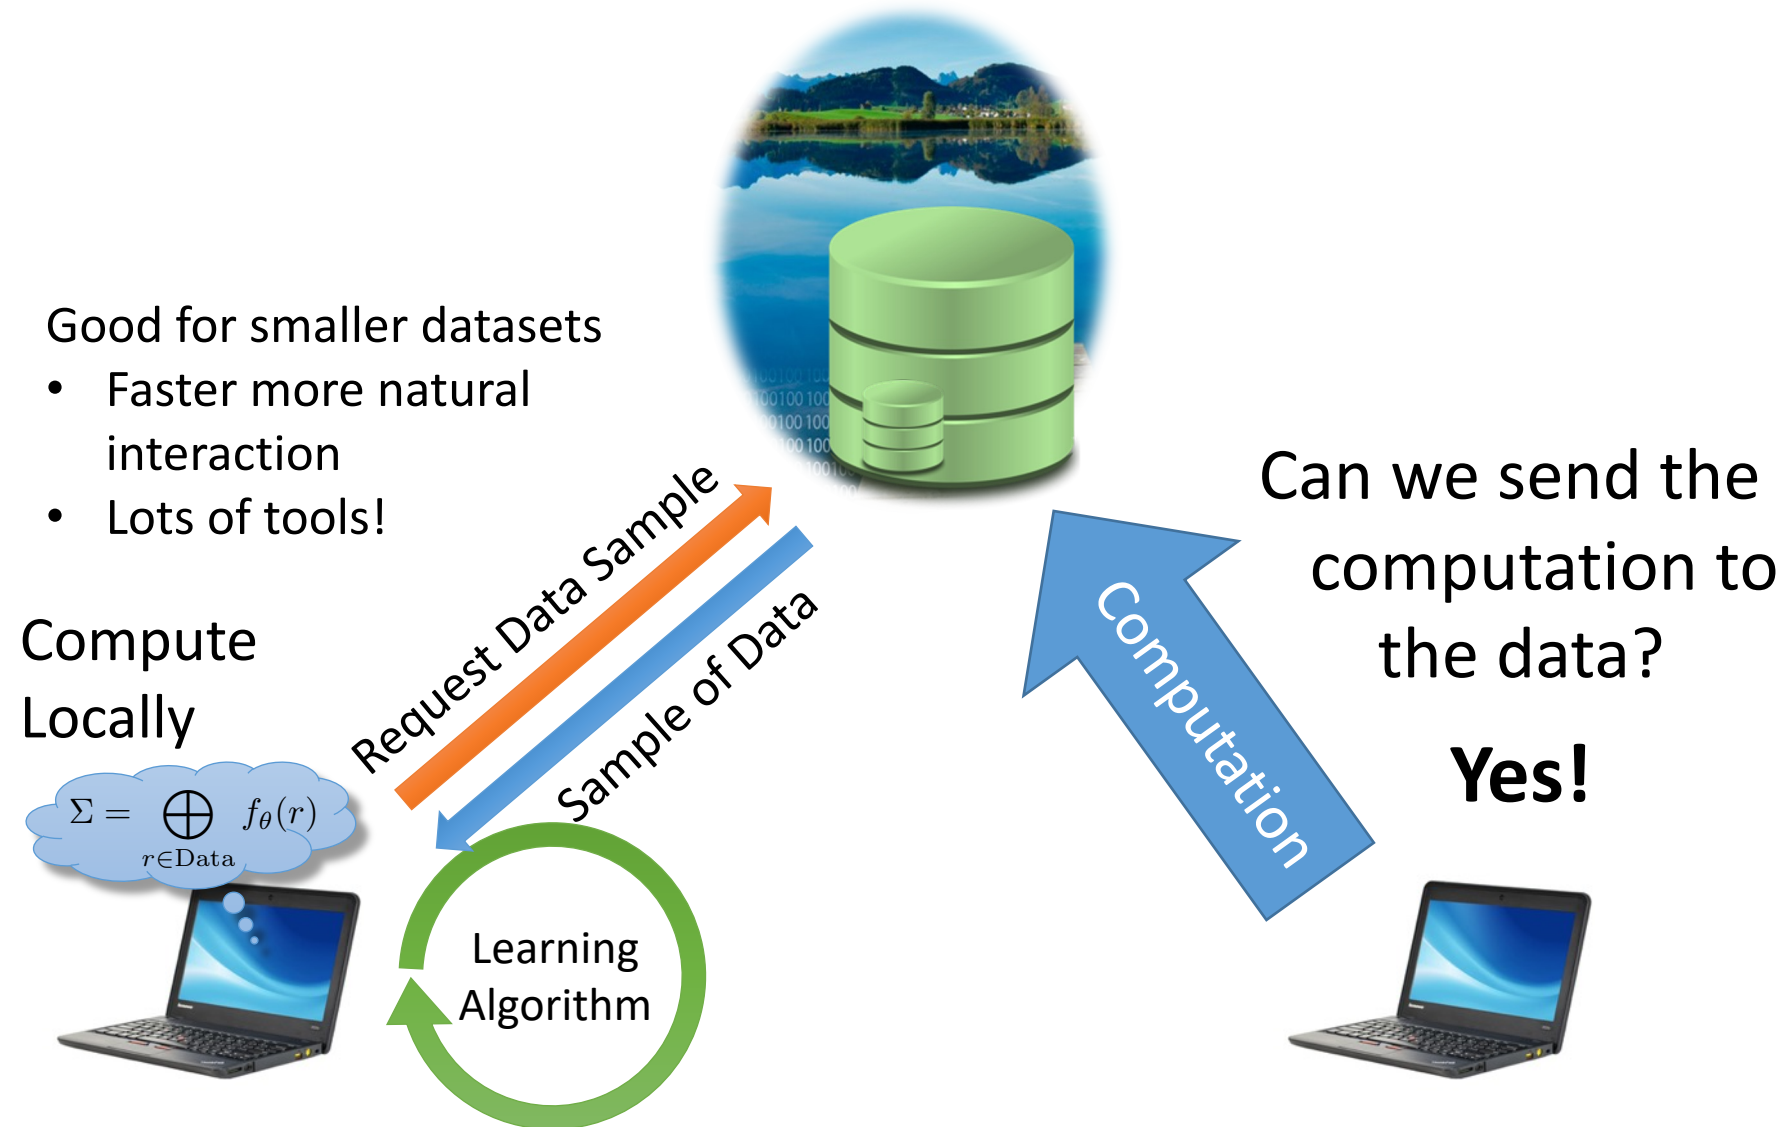 Good for smaller datasets
• Faster more natural
interaction
• Lots of tools!
Compute
Locally
Σ = ⨁ f_θ(r)
r∈Data
Request Data Sample
Sample of Data
Learning
Algorithm
Computation
Can we send the
computation to
the data?
Yes!